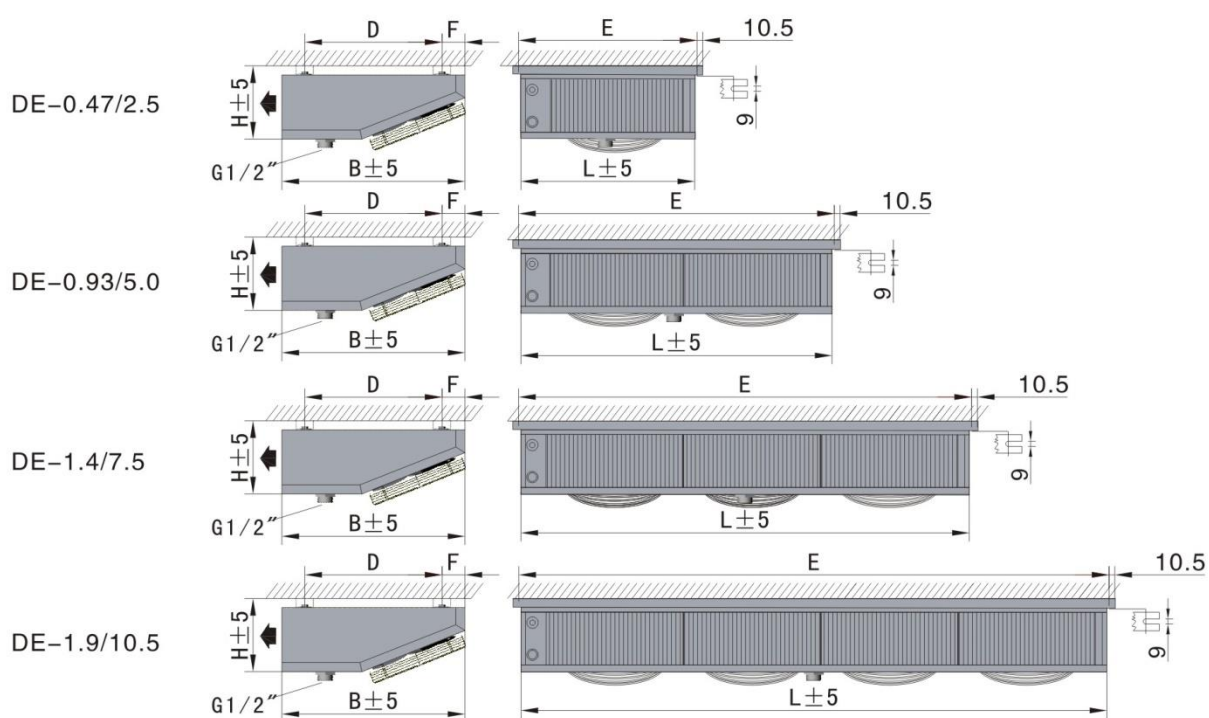 D F E 10.5
DE-0.47/2.5 H±5 9
G1/2" B±5 L±5
D F E 10.5
DE-0.93/5.0 H±5 9
G1/2" B±5 L±5
D F E 10.5
DE-1.4/7.5 H±5 9
G1/2" B±5 L±5
D F E 10.5
DE-1.9/10.5 H±5 9
G1/2" B±5 L±5